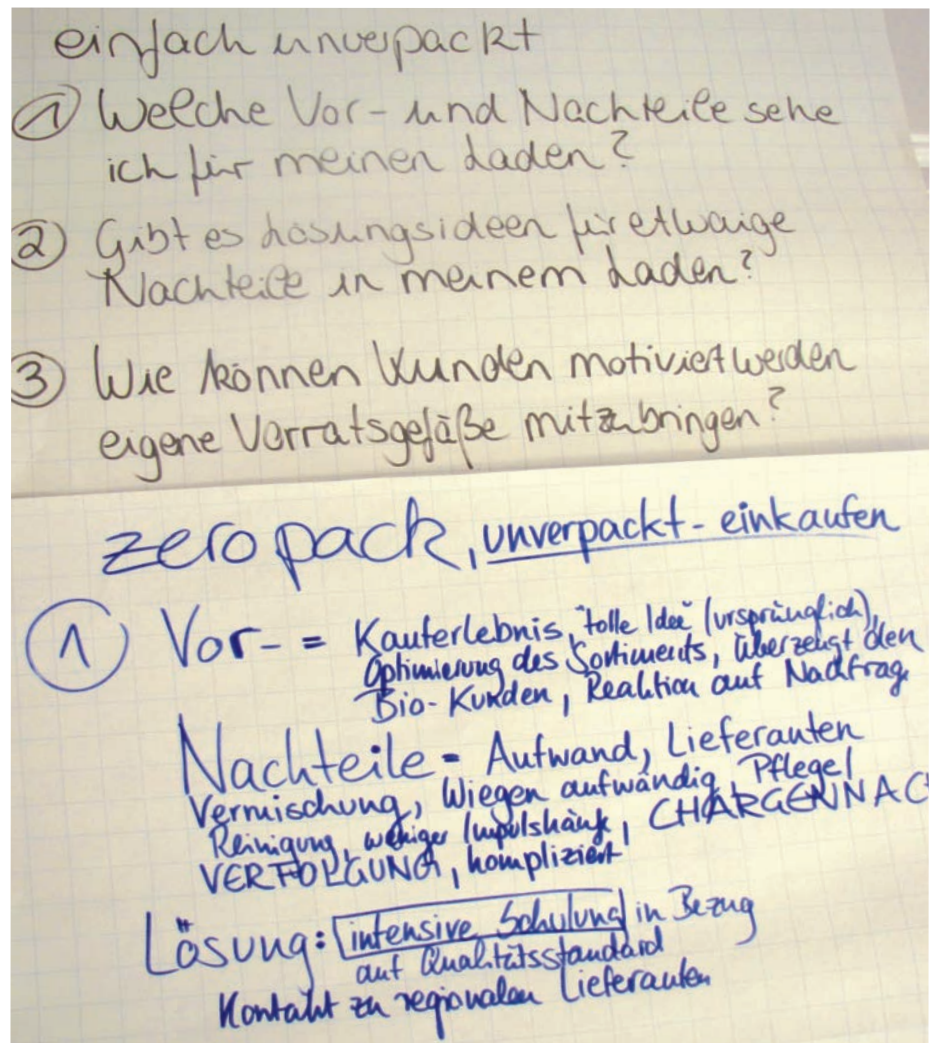 einfach unverpackt
① Welche Vor- und Nachteile sehe
ich für meinen Laden?
② Gibt es Lösungsideen für etwaige
Nachteile in meinem Laden?
③ Wie können Kunden motiviert werden
eigene Vorratsgefäße mitzubringen?
zero pack, unverpackt-einkaufen
① Vor- = Kauferlebnis, "tolle Idee" (ursprünglich),
Optimierung des Sortiments, überzeugt den
Bio-Kunden, Reaktion auf Nachfrage
Nachteile = Aufwand, Lieferanten
Vermischung, Wiegen aufwändig, Pflege/
Reinigung, weniger Impulskäufe, CHARGENNAC
VERFOLGUNG, kompliziert
Lösung: intensive Schulung in Bezug
auf Qualitätsstandard
Kontakt zu regionalen Lieferanten